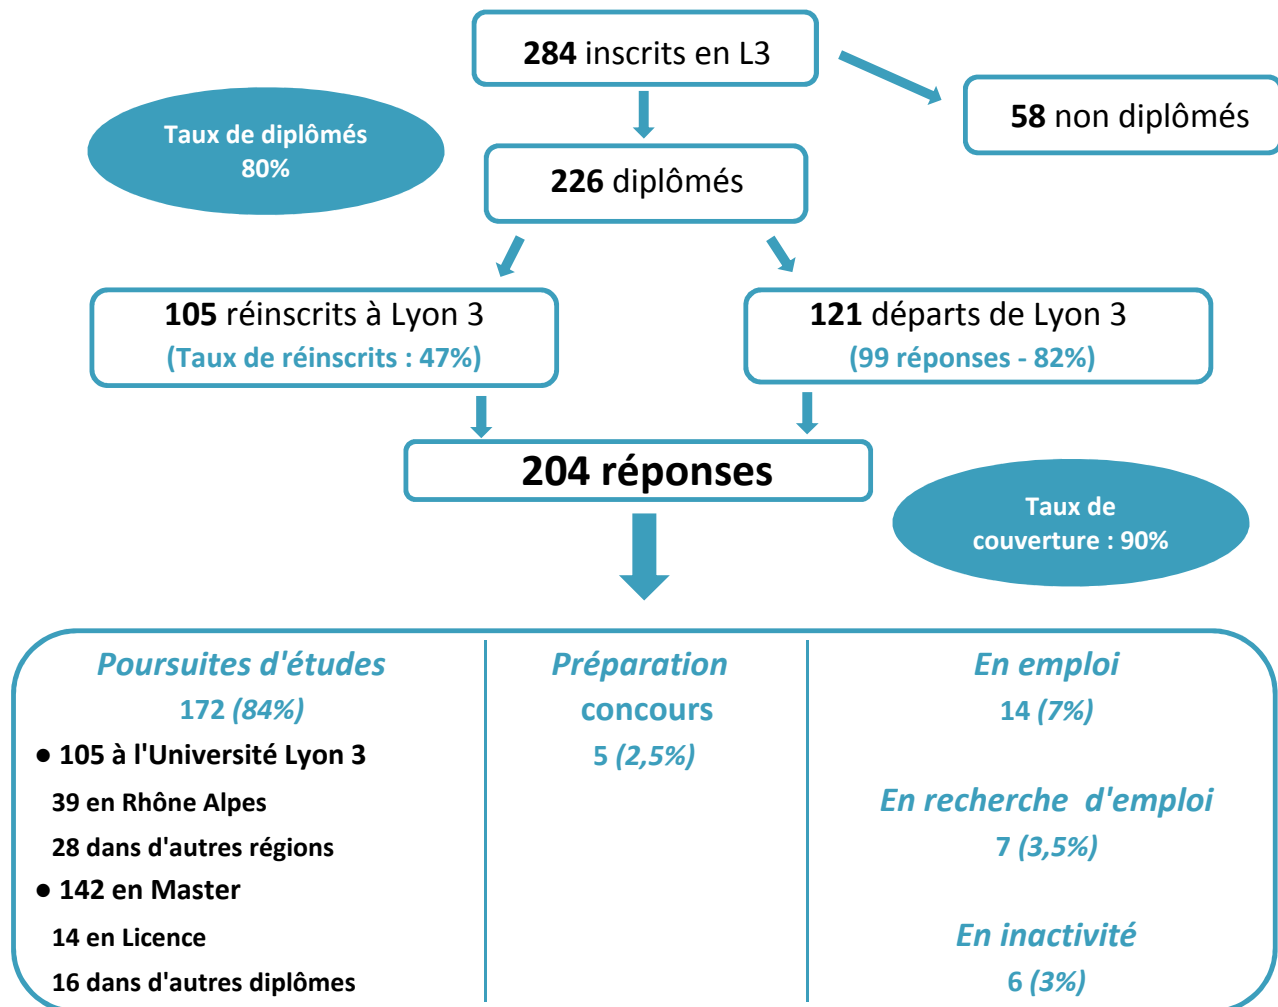 284 inscrits en L3
58 non diplômés
Taux de diplômés
80%
226 diplômés
105 réinscrits à Lyon 3
(Taux de réinscrits : 47%)
121 départs de Lyon 3
(99 réponses - 82%)
204 réponses
Taux de
couverture : 90%
Poursuites d'études
172 (84%)
● 105 à l'Université Lyon 3
39 en Rhône Alpes
28 dans d'autres régions
● 142 en Master
14 en Licence
16 dans d'autres diplômes
Préparation
concours
5 (2,5%)
En emploi
14 (7%)
En recherche d'emploi
7 (3,5%)
En inactivité
6 (3%)